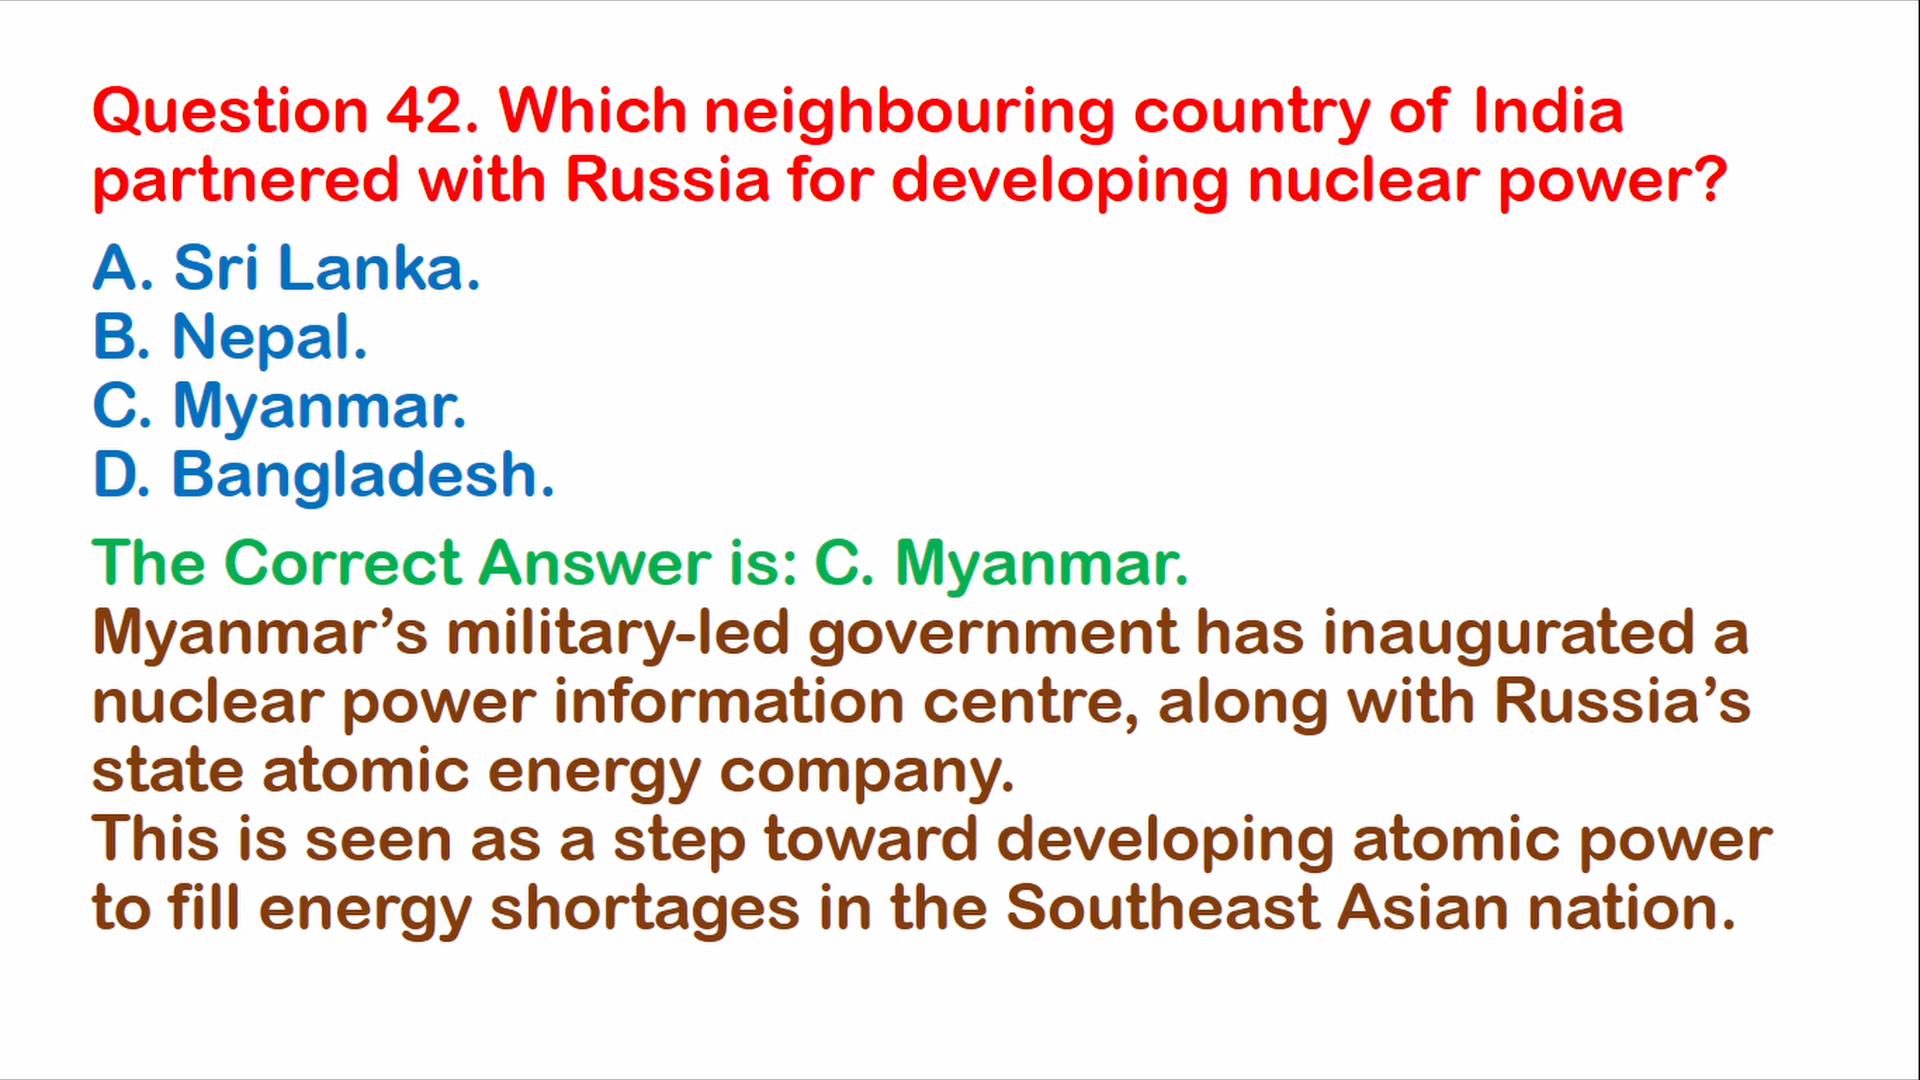 Question 42. Which neighbouring country of India
partnered with Russia for developing nuclear power?
A. Sri Lanka.
B. Nepal.
C. Myanmar.
D. Bangladesh.
The Correct Answer is: C. Myanmar.
Myanmar’s military-led government has inaugurated a
nuclear power information centre, along with Russia’s
state atomic energy company.
This is seen as a step toward developing atomic power
to fill energy shortages in the Southeast Asian nation.